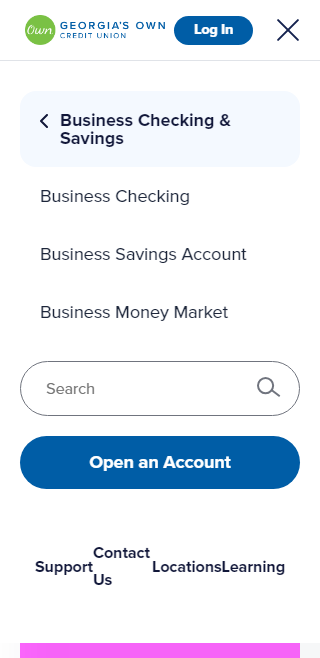 Own GEORGIA'S OWN
CREDIT UNION
Log In
Business Checking &
Savings
Business Checking
Business Savings Account
Business Money Market
Search
Open an Account
Support
Contact
Us
Locations
Learning